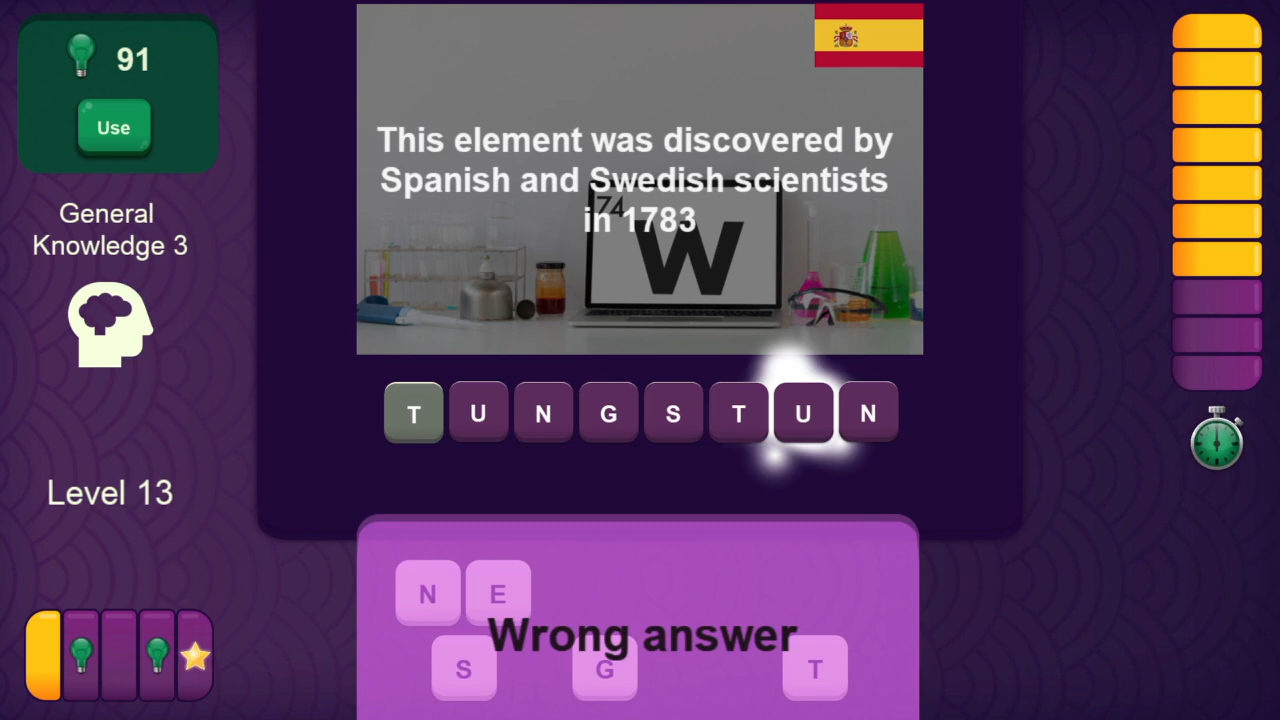 91
Use
General
Knowledge 3
Level 13
This element was discovered by
Spanish and Swedish scientists
in 1783
74
W
T U N G S T U N
N E
Wrong answer
S G T